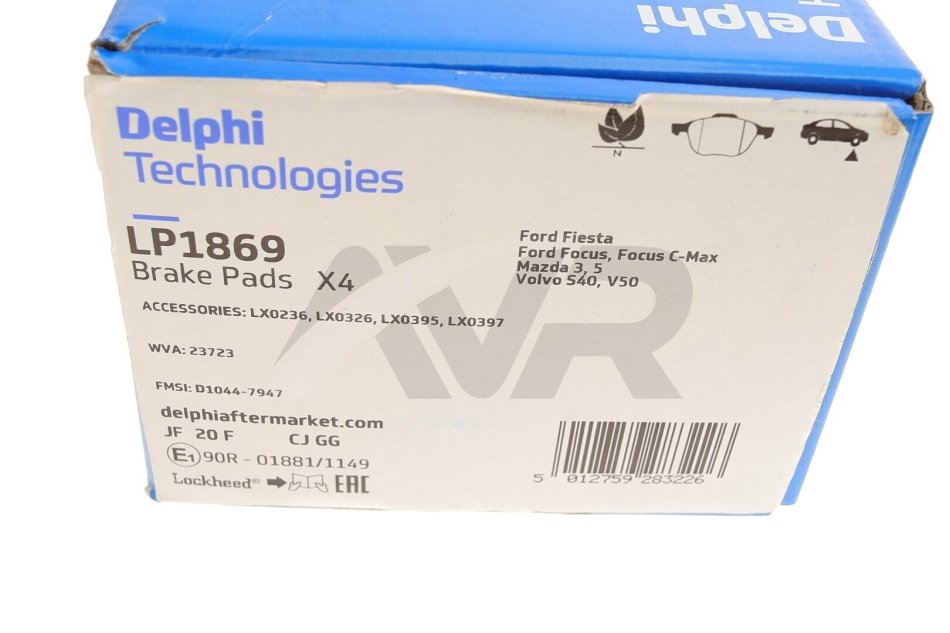 Delphi
T
Delphi
Technologies
N
LP1869
Brake Pads X4
Ford Fiesta
Ford Focus, Focus C-Max
Mazda 3, 5
Volvo S40, V50
ACCESSORIES: LX0236, LX0326, LX0395, LX0397
WVA: 23723
FMSI: D1044-7947
delphiaftermarket.com
JF 20 F CJ GG
E1 90R - 01881/1149
Lockheed® EAC
5 012759 283226
AVR